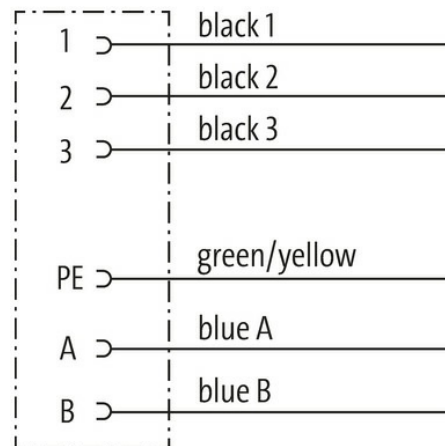 1 black 1
2 black 2
3 black 3
PE green/yellow
A blue A
B blue B